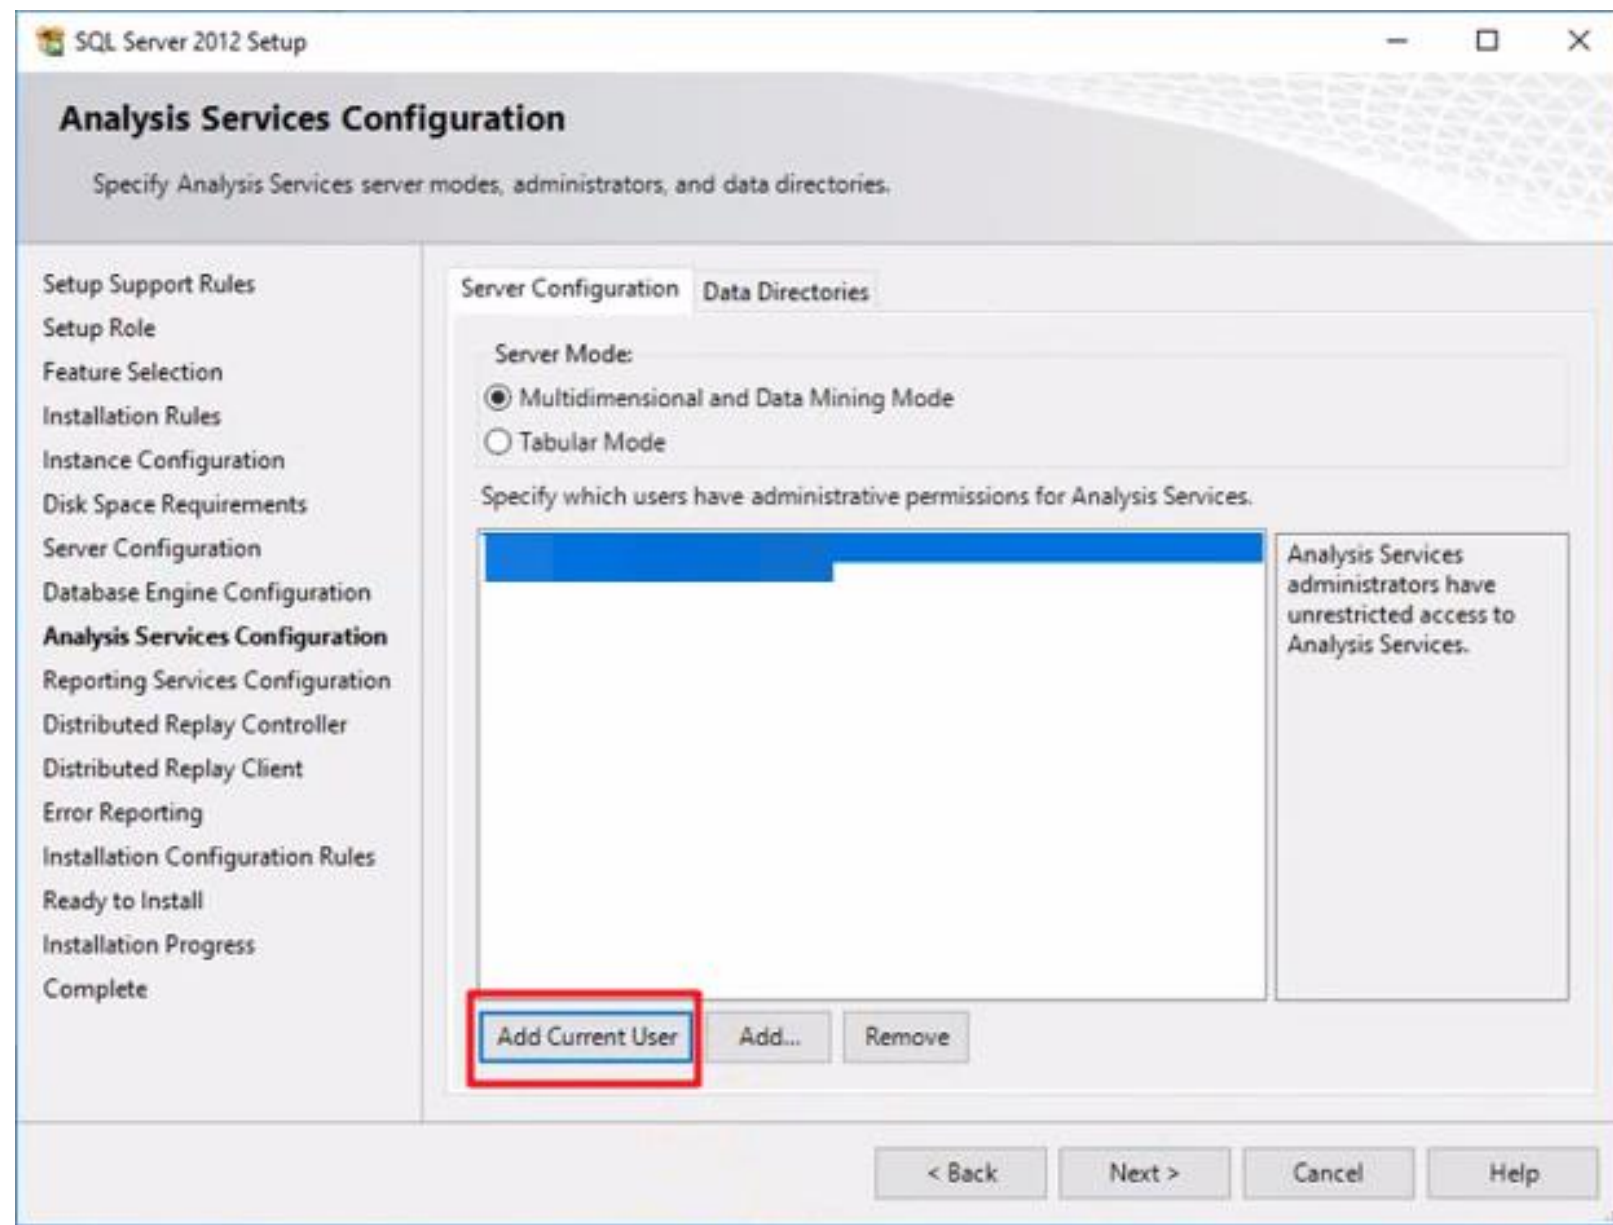 SQL Server 2012 Setup
Analysis Services Configuration
Specify Analysis Services server modes, administrators, and data directories.
Setup Support Rules
Setup Role
Feature Selection
Installation Rules
Instance Configuration
Disk Space Requirements
Server Configuration
Database Engine Configuration
Analysis Services Configuration
Reporting Services Configuration
Distributed Replay Controller
Distributed Replay Client
Error Reporting
Installation Configuration Rules
Ready to Install
Installation Progress
Complete
Server Configuration Data Directories
Server Mode:
Multidimensional and Data Mining Mode
Tabular Mode
Specify which users have administrative permissions for Analysis Services.
Analysis Services
administrators have
unrestricted access to
Analysis Services.
Add Current User Add... Remove
< Back Next > Cancel Help